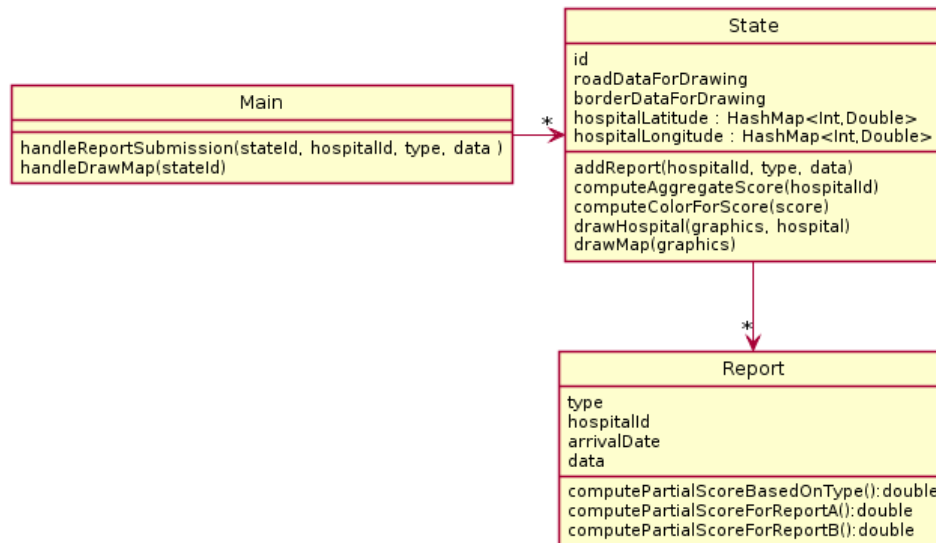 State
id
roadDataForDrawing
borderDataForDrawing
hospitalLatitude : HashMap<Int,Double>
hospitalLongitude : HashMap<Int,Double>
addReport(hospitalId, type, data)
computeAggregateScore(hospitalId)
computeColorForScore(score)
drawHospital(graphics, hospital)
drawMap(graphics)
Main
handleReportSubmission(stateId, hospitalId, type, data )
handleDrawMap(stateId)
*
*
Report
type
hospitalId
arrivalDate
data
computePartialScoreBasedOnType():double
computePartialScoreForReportA():double
computePartialScoreForReportB():double